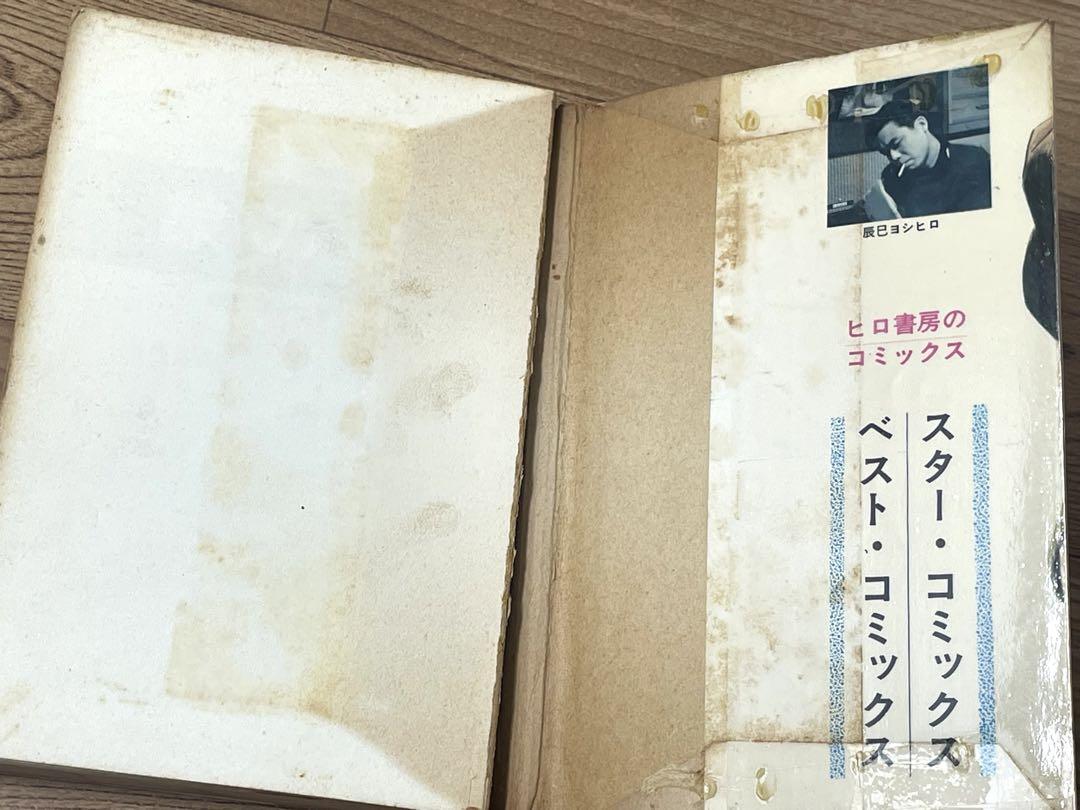 辰巳ヨシヒロ
ヒロ書房の
コミックス
スター・コミックス
ベスト・コミックス